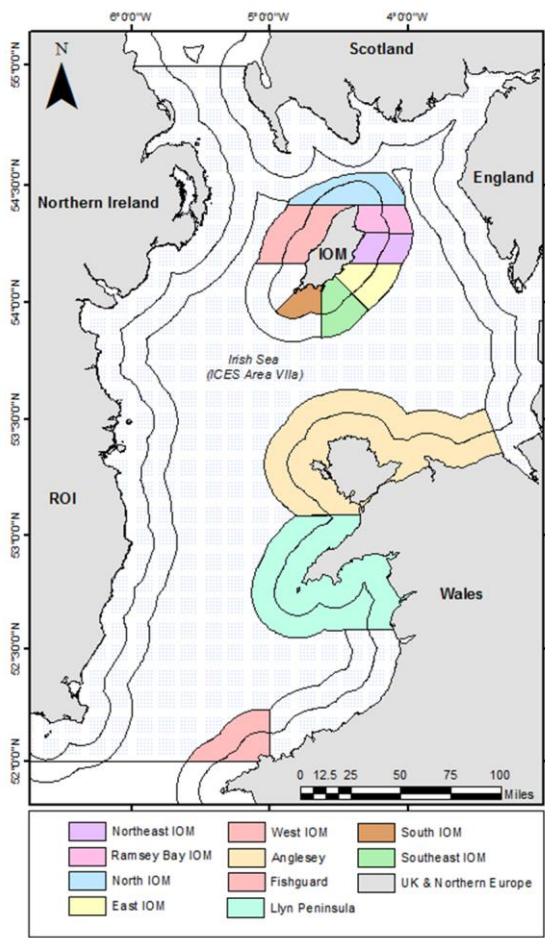 6°0'0"W 5°0'0"W 4°0'0"W
N
Scotland
55°0'0"N
54°30'0"N
England
Northern Ireland
IOM
54°0'0"N
Irish Sea
(ICES Area VIIa)
53°30'0"N
ROI
53°0'0"N
Wales
52°30'0"N
52°0'0"N
0 12.5 25 50 75 100
Miles
Northeast IOM
West IOM
South IOM
Ramsey Bay IOM
Anglesey
Southeast IOM
North IOM
Fishguard
UK & Northern Europe
East IOM
Llyn Peninsula